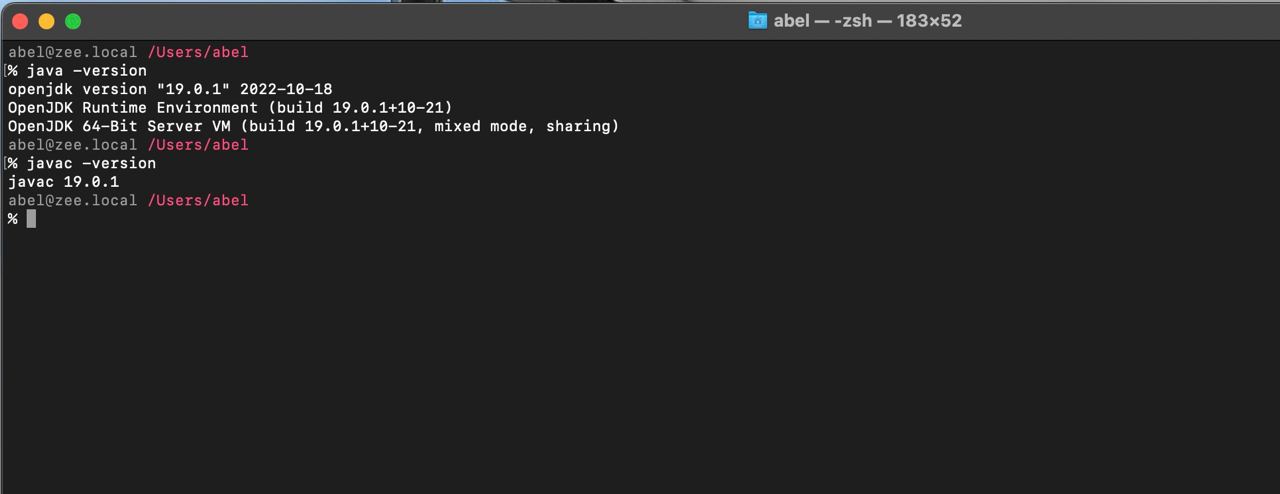 abel — -zsh — 183×52
abel@zee.local /Users/abel
[% java -version
openjdk version "19.0.1" 2022-10-18
OpenJDK Runtime Environment (build 19.0.1+10-21)
OpenJDK 64-Bit Server VM (build 19.0.1+10-21, mixed mode, sharing)
abel@zee.local /Users/abel
[% javac -version
javac 19.0.1
abel@zee.local /Users/abel
%